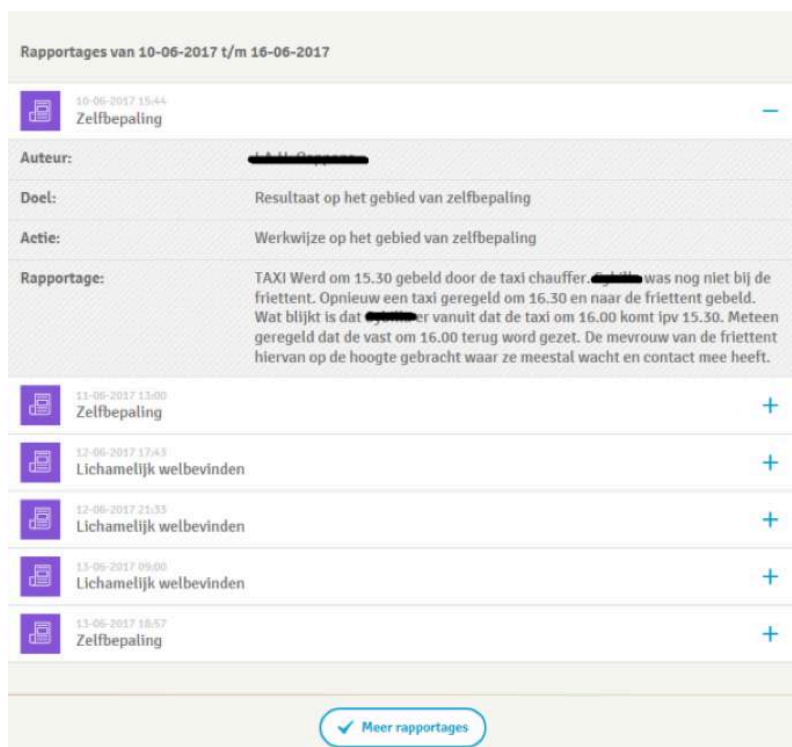 Rapportages van 10-06-2017 t/m 16-06-2017
10-06-2017 15:44
Zelfbepaling
Auteur:
Doel: Resultaat op het gebied van zelfbepaling
Actie: Werkwijze op het gebied van zelfbepaling
Rapportage: TAXI Werd om 15.30 gebeld door de taxi chauffer. was nog niet bij de
friettent. Opnieuw een taxi geregeld om 16.30 en naar de friettent gebeld.
Wat blijkt is dat er vanuit dat de taxi om 16.00 komt ipv 15.30. Meteen
geregeld dat de vast om 16.00 terug word gezet. De mevrouw van de friettent
hiervan op de hoogte gebracht waar ze meestal wacht en contact mee heeft.
11-06-2017 13:00
Zelfbepaling
12-06-2017 17:43
Lichamelijk welbevinden
12-06-2017 21:33
Lichamelijk welbevinden
13-06-2017 09:00
Lichamelijk welbevinden
13-06-2017 18:57
Zelfbepaling
Meer rapportages